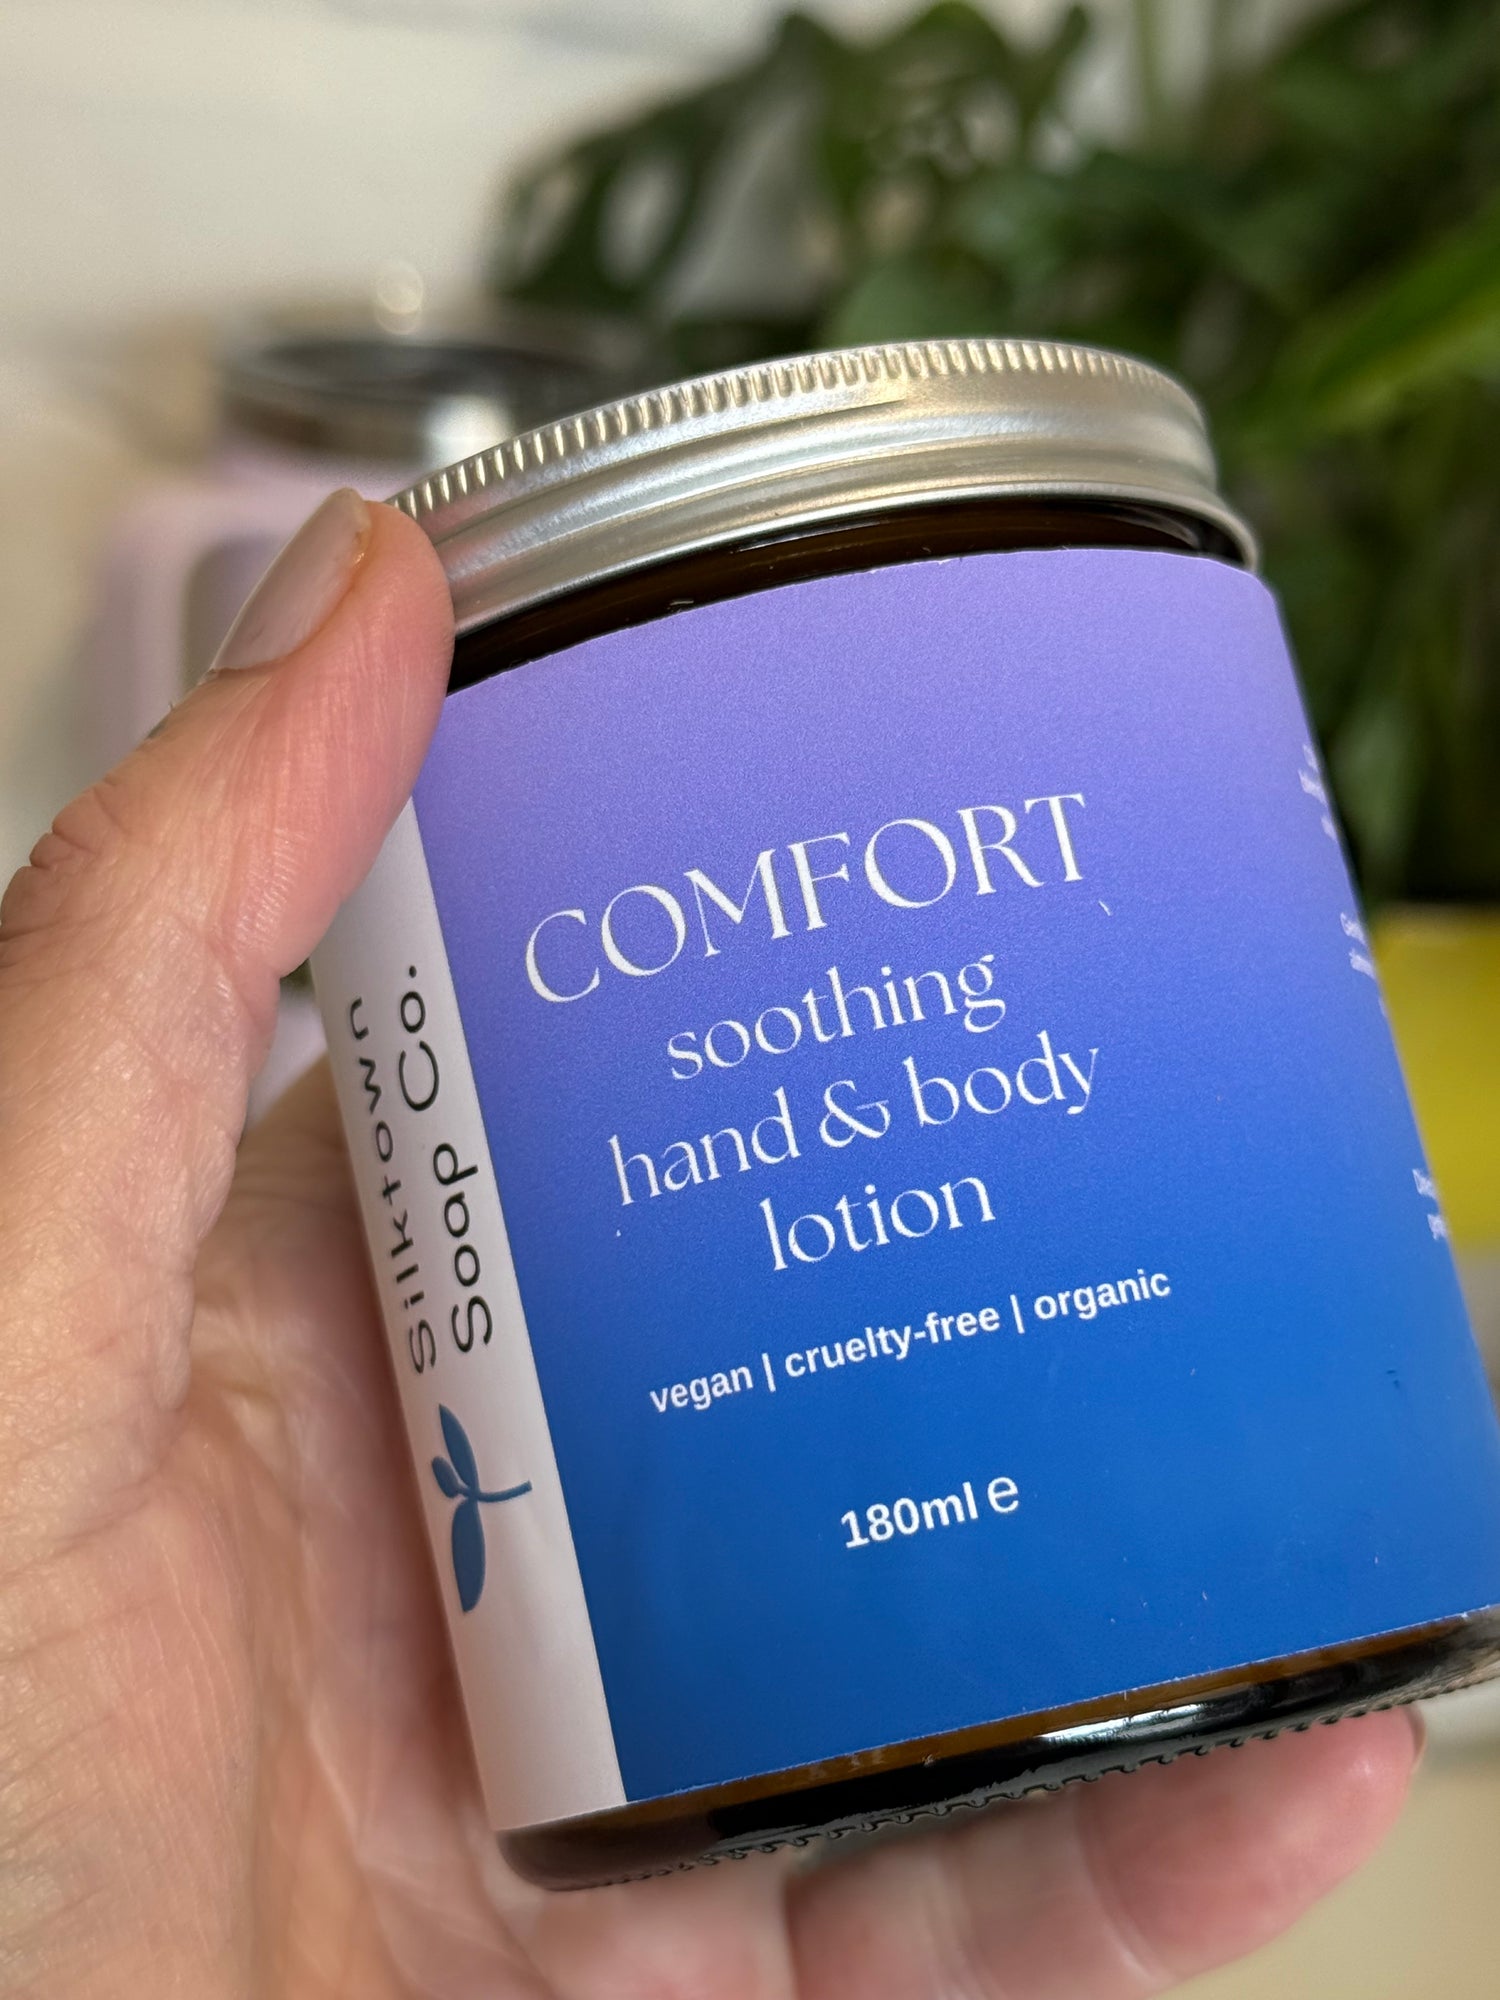 Silktown
Soap Co.
COMFORT
soothing
hand & body
lotion
vegan | cruelty-free | organic
180ml e